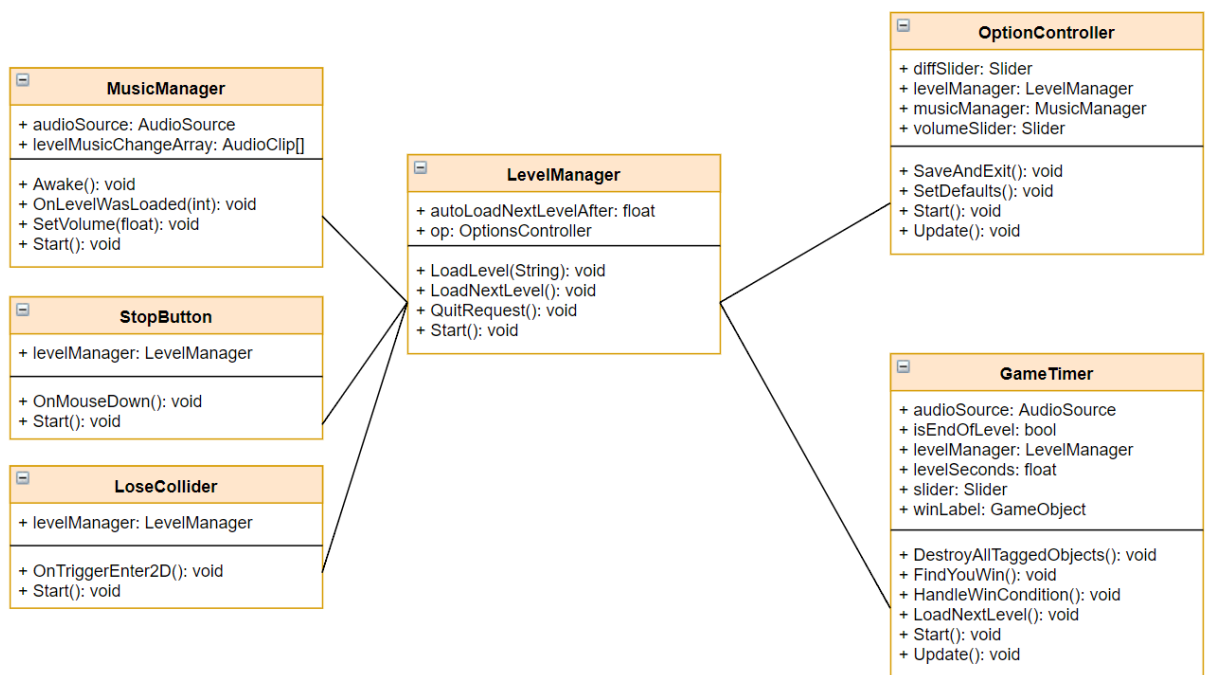 MusicManager
+ audioSource: AudioSource
+ levelMusicChangeArray: AudioClip[]
+ Awake(): void
+ OnLevelWasLoaded(int): void
+ SetVolume(float): void
+ Start(): void
StopButton
+ levelManager: LevelManager
+ OnMouseDown(): void
+ Start(): void
LoseCollider
+ levelManager: LevelManager
+ OnTriggerEnter2D(): void
+ Start(): void
LevelManager
+ autoLoadNextLevelAfter: float
+ op: OptionsController
+ LoadLevel(String): void
+ LoadNextLevel(): void
+ QuitRequest(): void
+ Start(): void
OptionController
+ diffSlider: Slider
+ levelManager: LevelManager
+ musicManager: MusicManager
+ volumeSlider: Slider
+ SaveAndExit(): void
+ SetDefaults(): void
+ Start(): void
+ Update(): void
GameTimer
+ audioSource: AudioSource
+ isEndOfLevel: bool
+ levelManager: LevelManager
+ levelSeconds: float
+ slider: Slider
+ winLabel: GameObject
+ DestroyAllTaggedObjects(): void
+ FindYouWin(): void
+ HandleWinCondition(): void
+ LoadNextLevel(): void
+ Start(): void
+ Update(): void